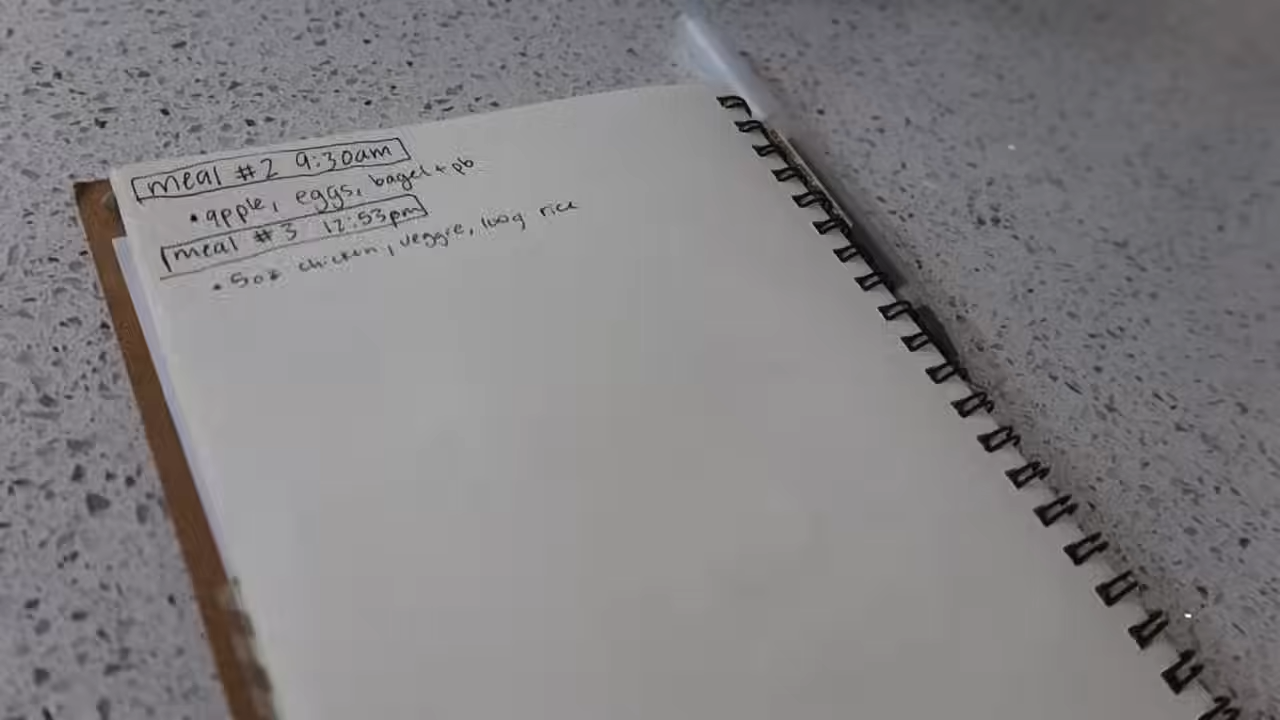 meal #2 9:30am
• apple, eggs, bagel + pb
meal #3 12:53pm
• 5oz chicken, veggie, 100g rice